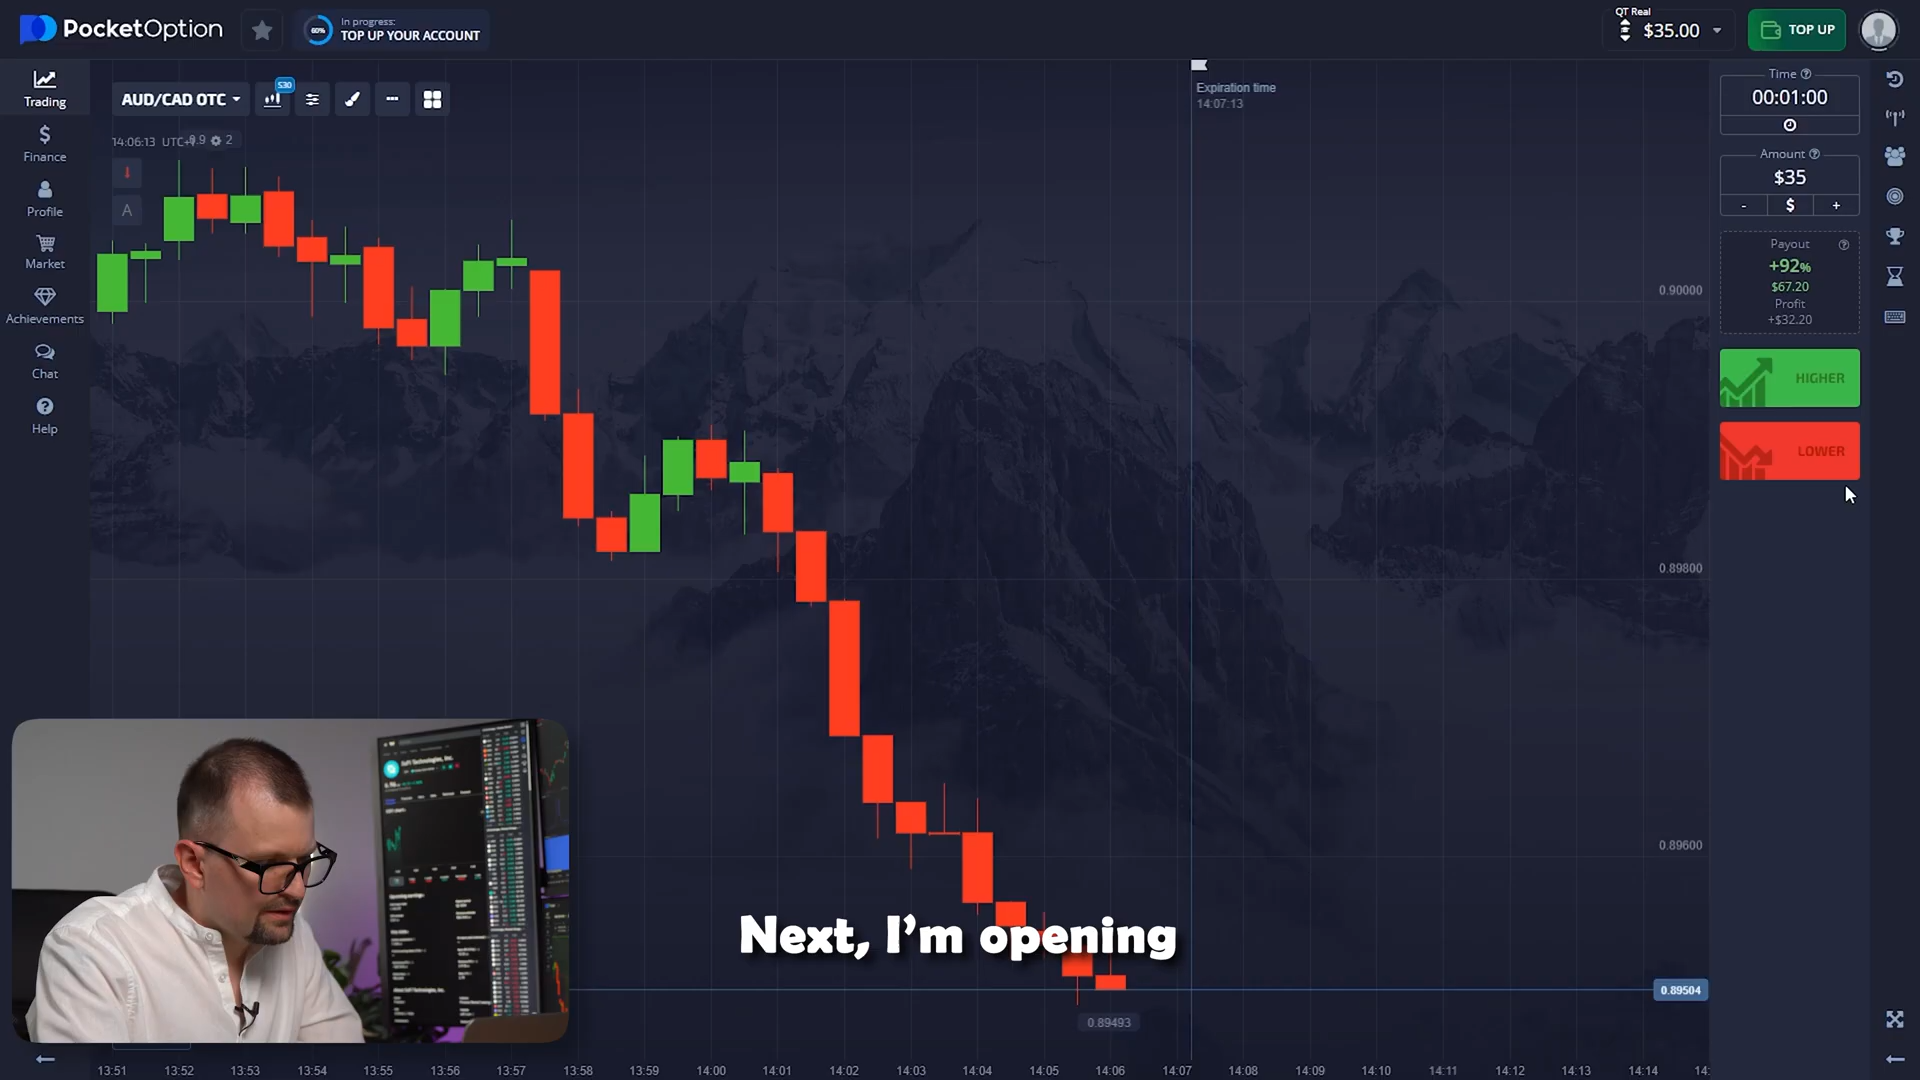 PocketOption
60%
In progress:
TOP UP YOUR ACCOUNT
QT Real
$35.00
TOP UP
Trading
Finance
Profile
Market
Achievements
Chat
Help
AUD/CAD OTC
S30
14:06:13 UTC
2
A
Expiration time
14:07:13
Time
00:01:00
Amount
$35
- $ +
Payout
+92%
$67.20
Profit
+$32.20
HIGHER
LOWER
0.90000
0.89800
0.89600
0.89504
0.89493
Next, I'm opening
13:51 13:52 13:53 13:54 13:55 13:56 13:57 13:58 13:59 14:00 14:01 14:02 14:03 14:04 14:05 14:06 14:07 14:08 14:09 14:10 14:11 14:12 14:13 14:14 14: